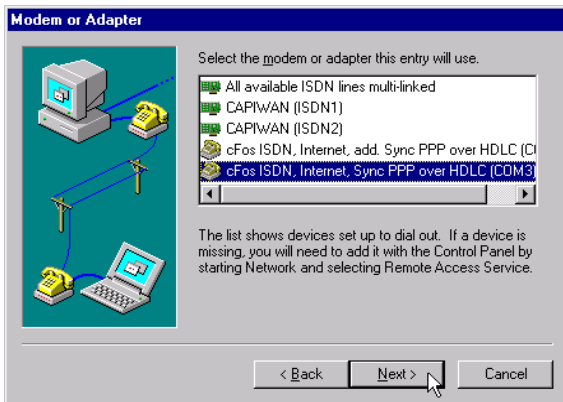 Modem or Adapter
Select the modem or adapter this entry will use.
All available ISDN lines multi-linked
CAPIWAN (ISDN1)
CAPIWAN (ISDN2)
cFos ISDN, Internet, add. Sync PPP over HDLC (C
cFos ISDN, Internet, Sync PPP over HDLC (COM3)
The list shows devices set up to dial out. If a device is
missing, you will need to add it with the Control Panel by
starting Network and selecting Remote Access Service.
< Back
Next >
Cancel